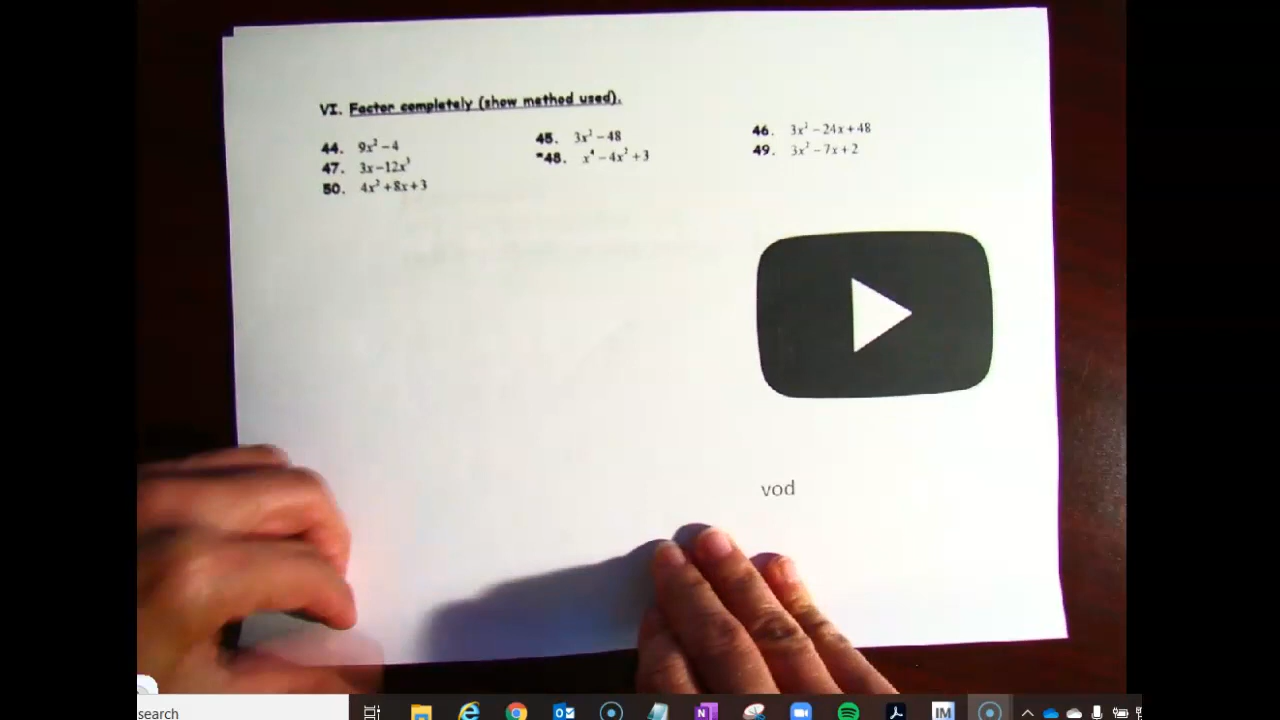 VI. Factor completely (show method used).
44. 9x² – 4
45. 3x² – 48
46. 3x² – 24x + 48
47. 3x – 12x³
*48. x⁴ – 4x² + 3
49. 3x² – 7x + 2
50. 4x² + 8x + 3
vod
search